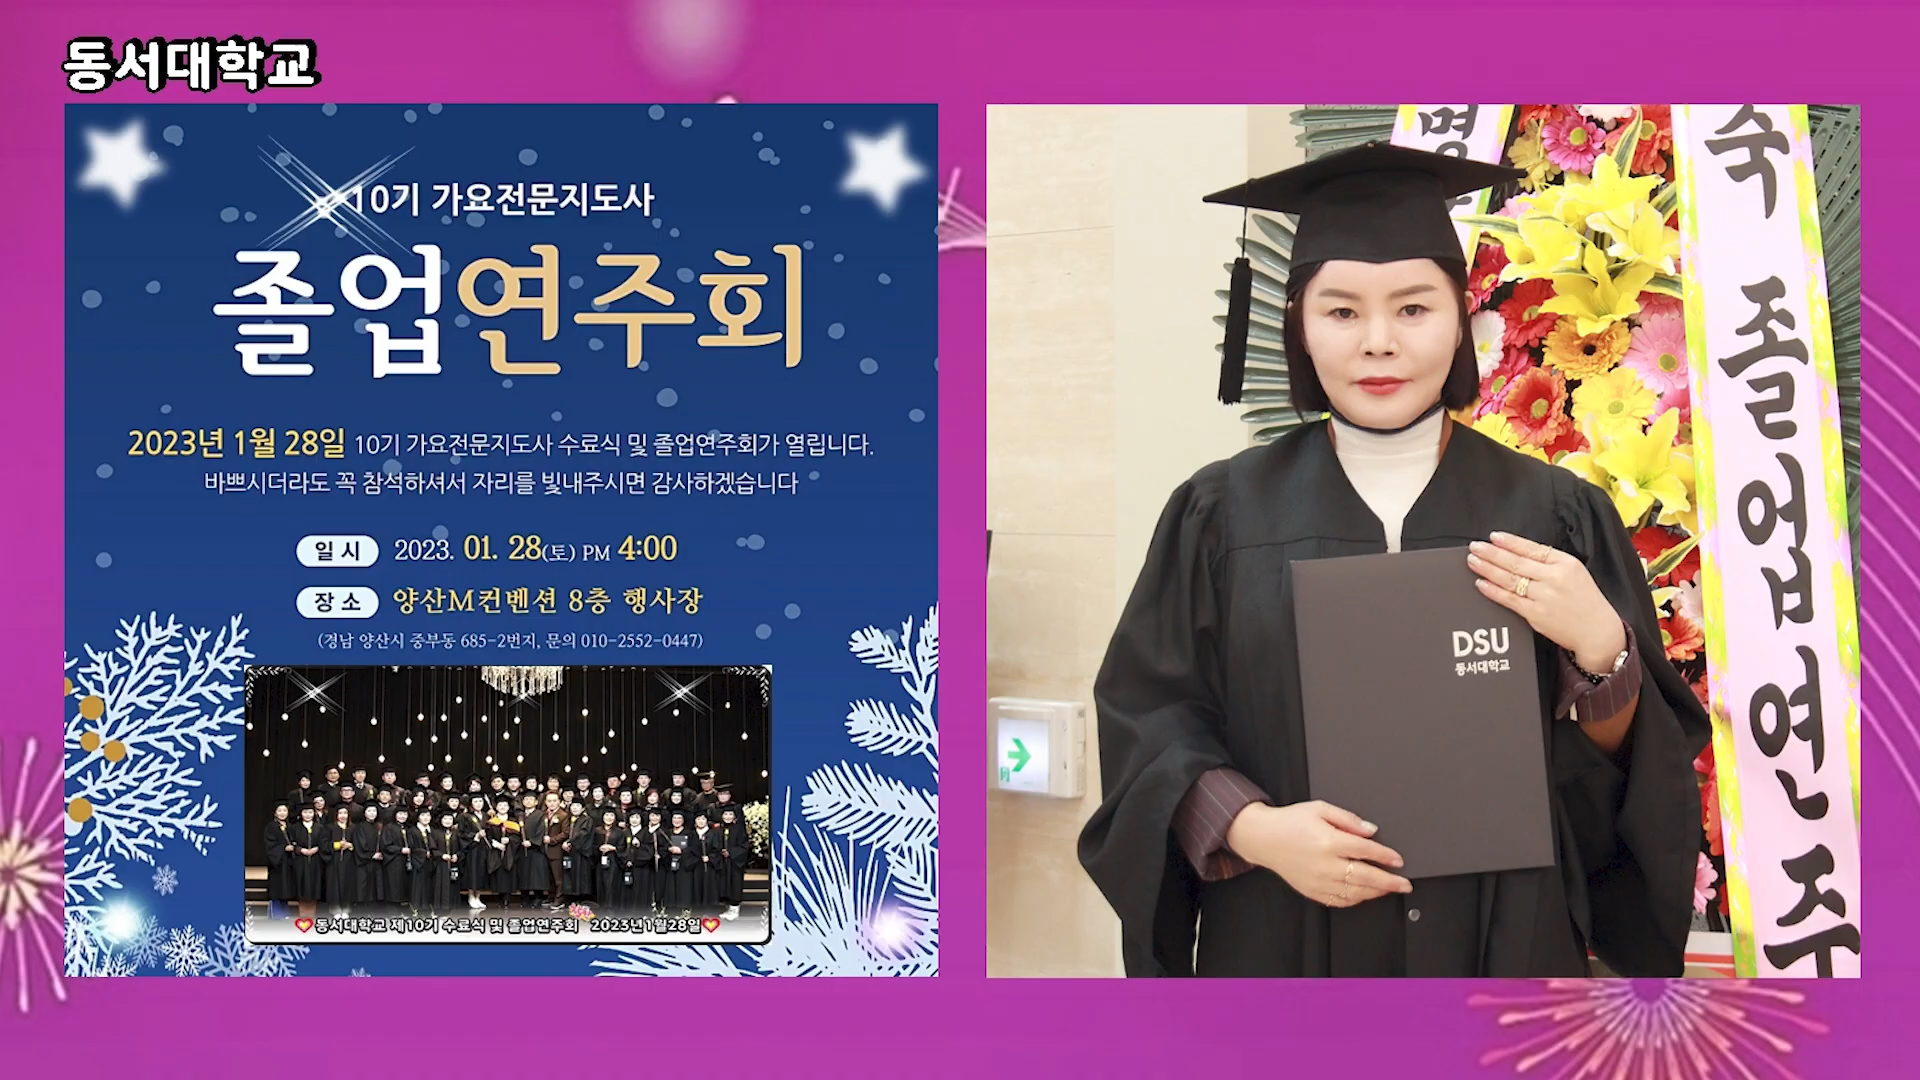 동서대학교
10기 가요전문지도사
졸업연주회
2023년 1월 28일 10기 가요전문지도사 수료식 및 졸업연주회가 열립니다.
바쁘시더라도 꼭 참석하셔서 자리를 빛내주시면 감사하겠습니다
일시 2023. 01. 28(토) PM 4:00
장소 양산M컨벤션 8층 행사장
(경남 양산시 중부동 685-2번지, 문의 010-2552-0447)
동서대학교 제10기 수료식 및 졸업연주회 2023년1월28일
명
숙 졸업연주
DSU
동서대학교